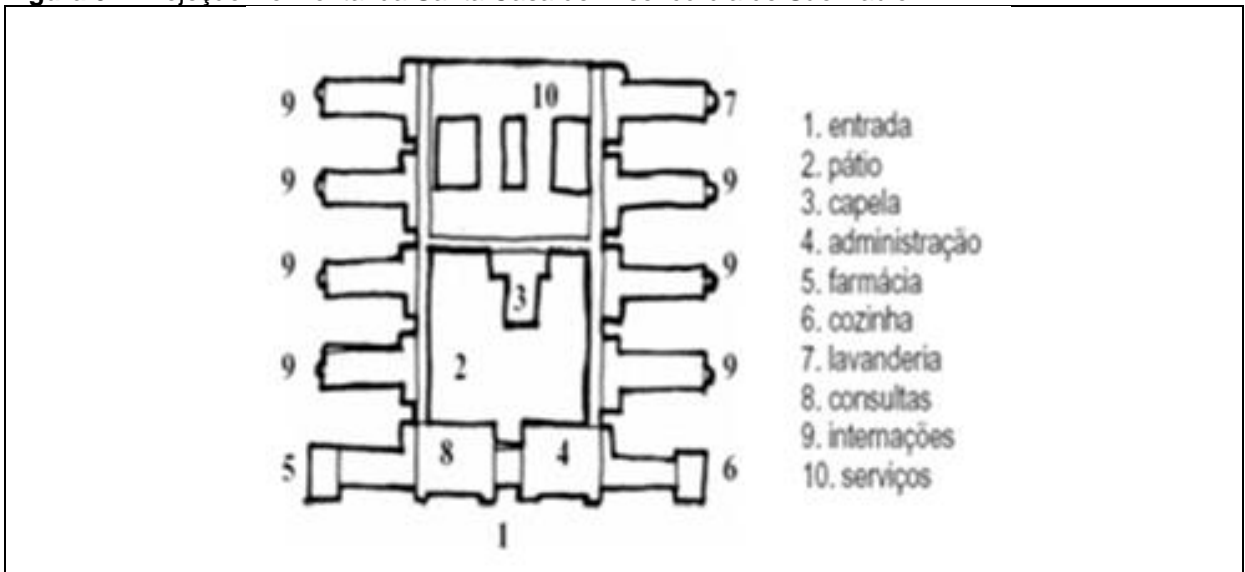 9 10 7
9 9
9 9
3
9 2 9
5 8 4 6
1
1. entrada
2. pátio
3. capela
4. administração
5. farmácia
6. cozinha
7. lavanderia
8. consultas
9. internações
10. serviços